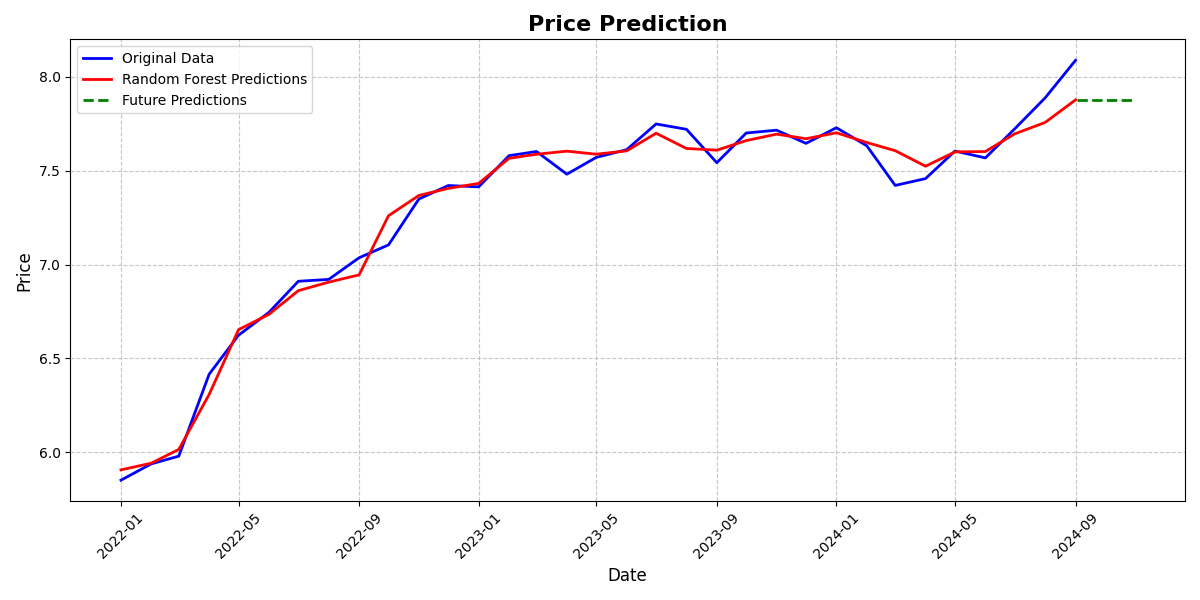 Price Prediction
Original Data
Random Forest Predictions
Future Predictions
Price
8.0
7.5
7.0
6.5
6.0
2022-01
2022-05
2022-09
2023-01
2023-05
2023-09
2024-01
2024-05
2024-09
Date